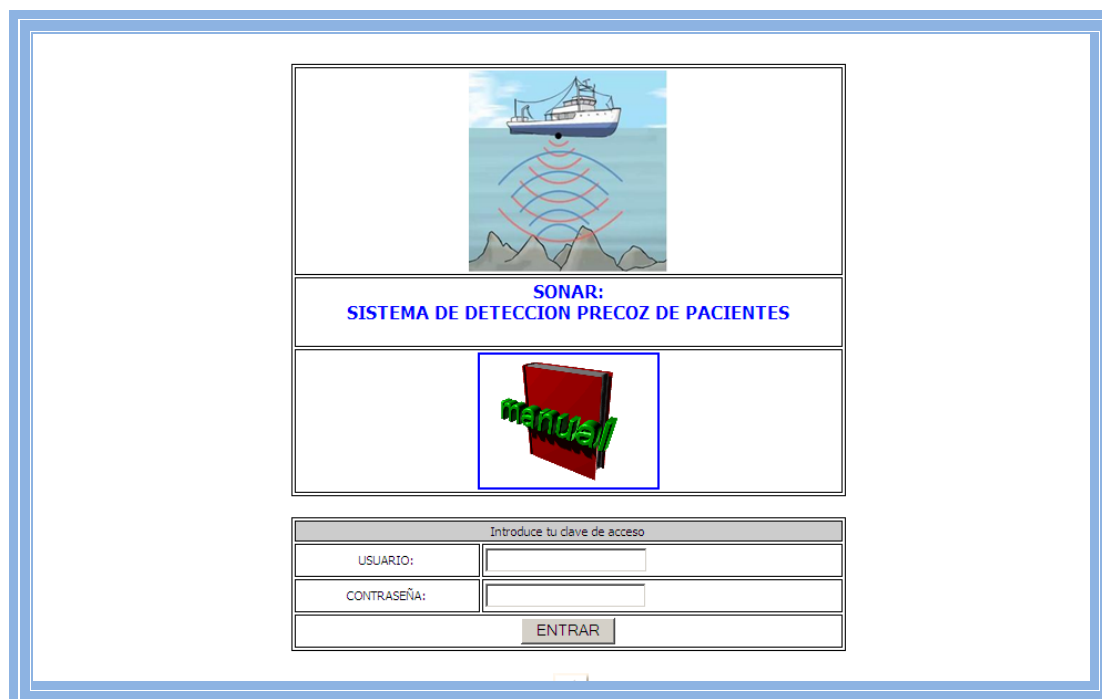 SONAR:
SISTEMA DE DETECCION PRECOZ DE PACIENTES
manual
Introduce tu clave de acceso
USUARIO:
CONTRASEÑA:
ENTRAR